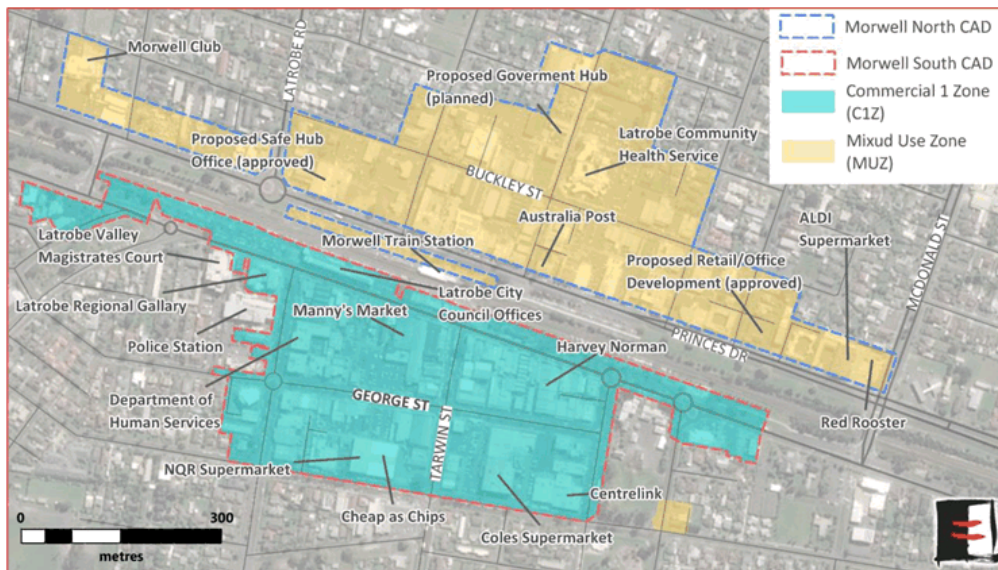 Morwell Club
LATROBE RD
Proposed Goverment Hub
(planned)
Latrobe Community
Health Service
Proposed Safe Hub
Office (approved)
BUCKLEY ST
Australia Post
Morwell Train Station
ALDI
Supermarket
MCDONALD ST
Proposed Retail/Office
Development (approved)
Latrobe Valley
Magistrates Court
Latrobe Regional Gallary
Latrobe City
Council Offices
Manny's Market
Police Station
Harvey Norman
PRINCES DR
Department of
Human Services
GEORGE ST
TARWIN ST
Red Rooster
NQR Supermarket
Cheap as Chips
Centrelink
Coles Supermarket
Morwell North CAD
Morwell South CAD
Commercial 1 Zone
(C1Z)
Mixud Use Zone
(MUZ)
0 300
metres